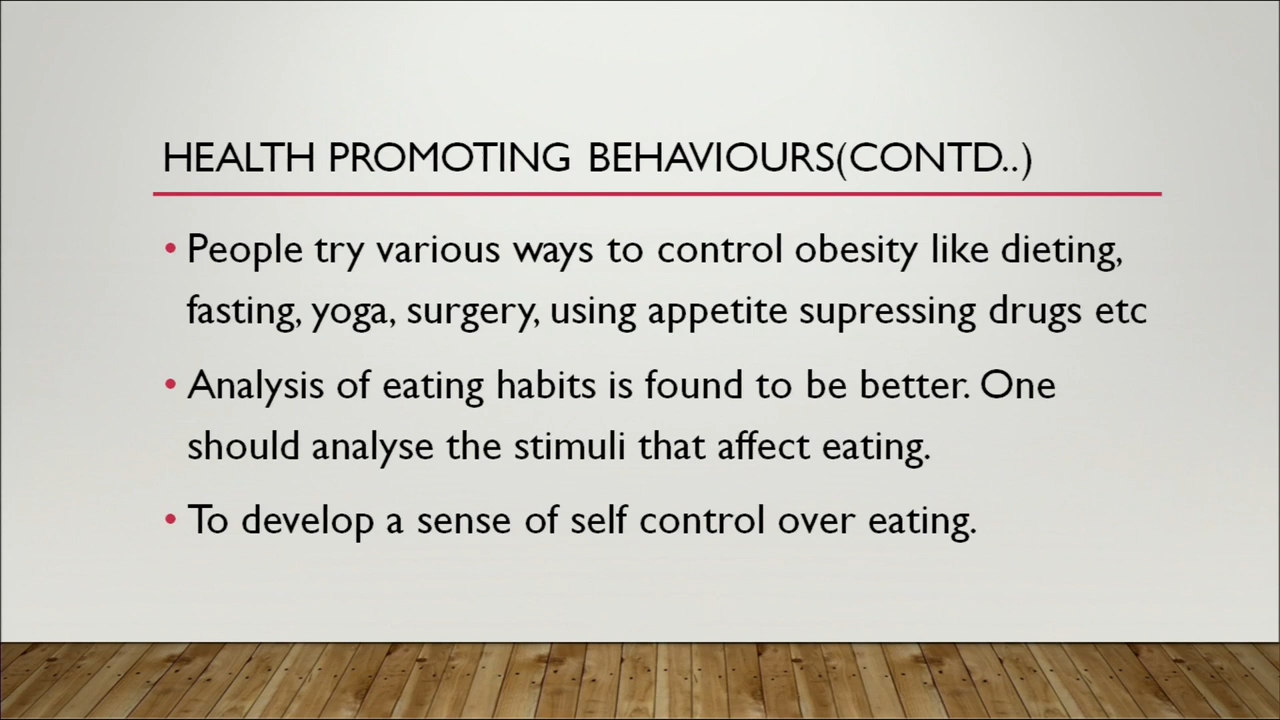 HEALTH PROMOTING BEHAVIOURS(CONTD..)
• People try various ways to control obesity like dieting,
fasting, yoga, surgery, using appetite supressing drugs etc
• Analysis of eating habits is found to be better. One
should analyse the stimuli that affect eating.
• To develop a sense of self control over eating.